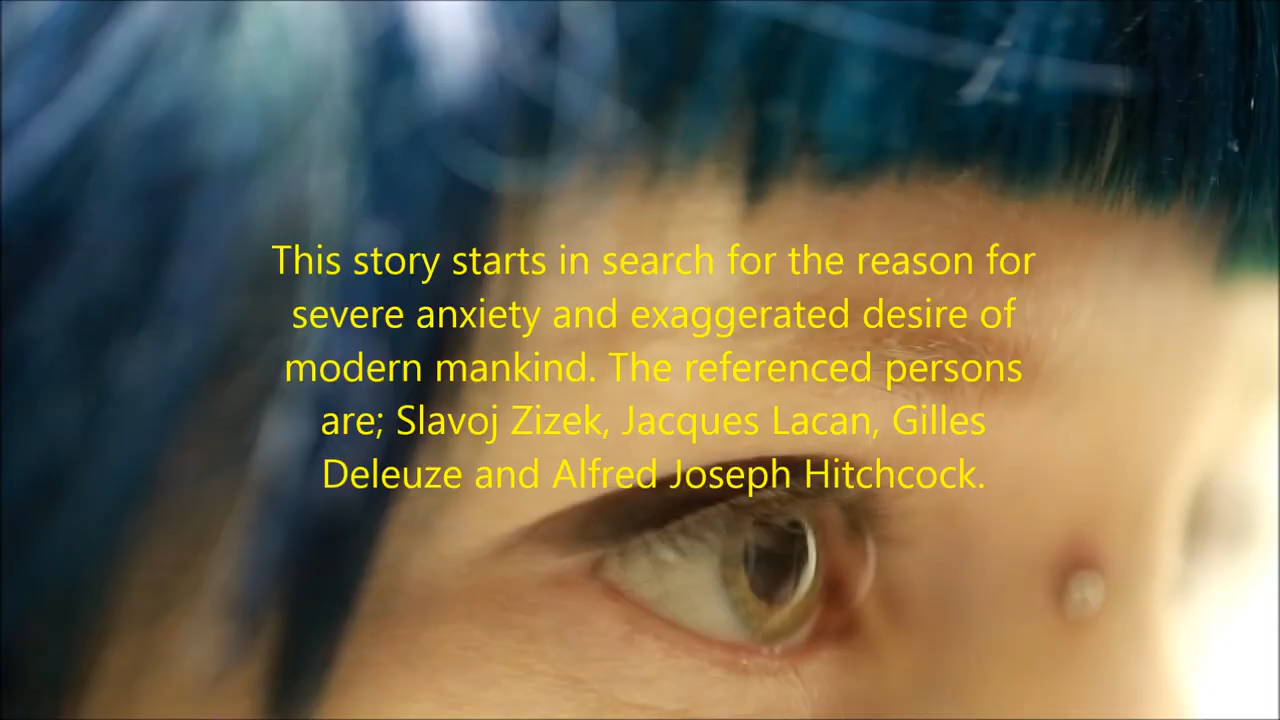 This story starts in search for the reason for
severe anxiety and exaggerated desire of
modern mankind. The referenced persons
are; Slavoj Zizek, Jacques Lacan, Gilles
Deleuze and Alfred Joseph Hitchcock.